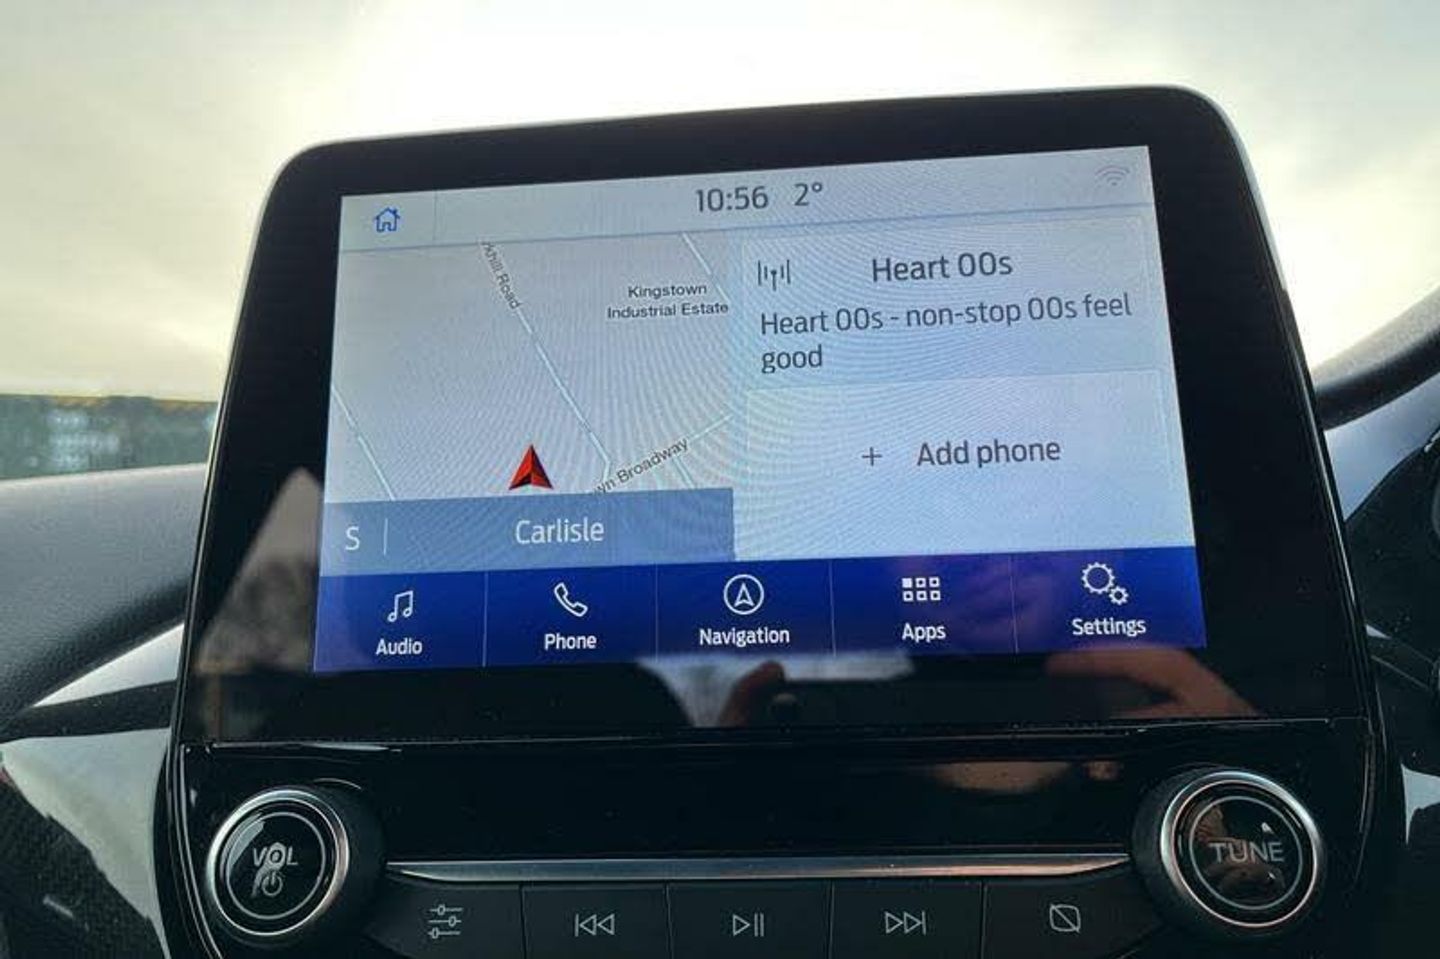 10:56 2°
Kingstown
Industrial Estate
Road
Broadway
Heart 00s
Heart 00s - non-stop 00s feel
good
+ Add phone
S
Carlisle
Audio
Phone
Navigation
Apps
Settings
VOL
TUNE